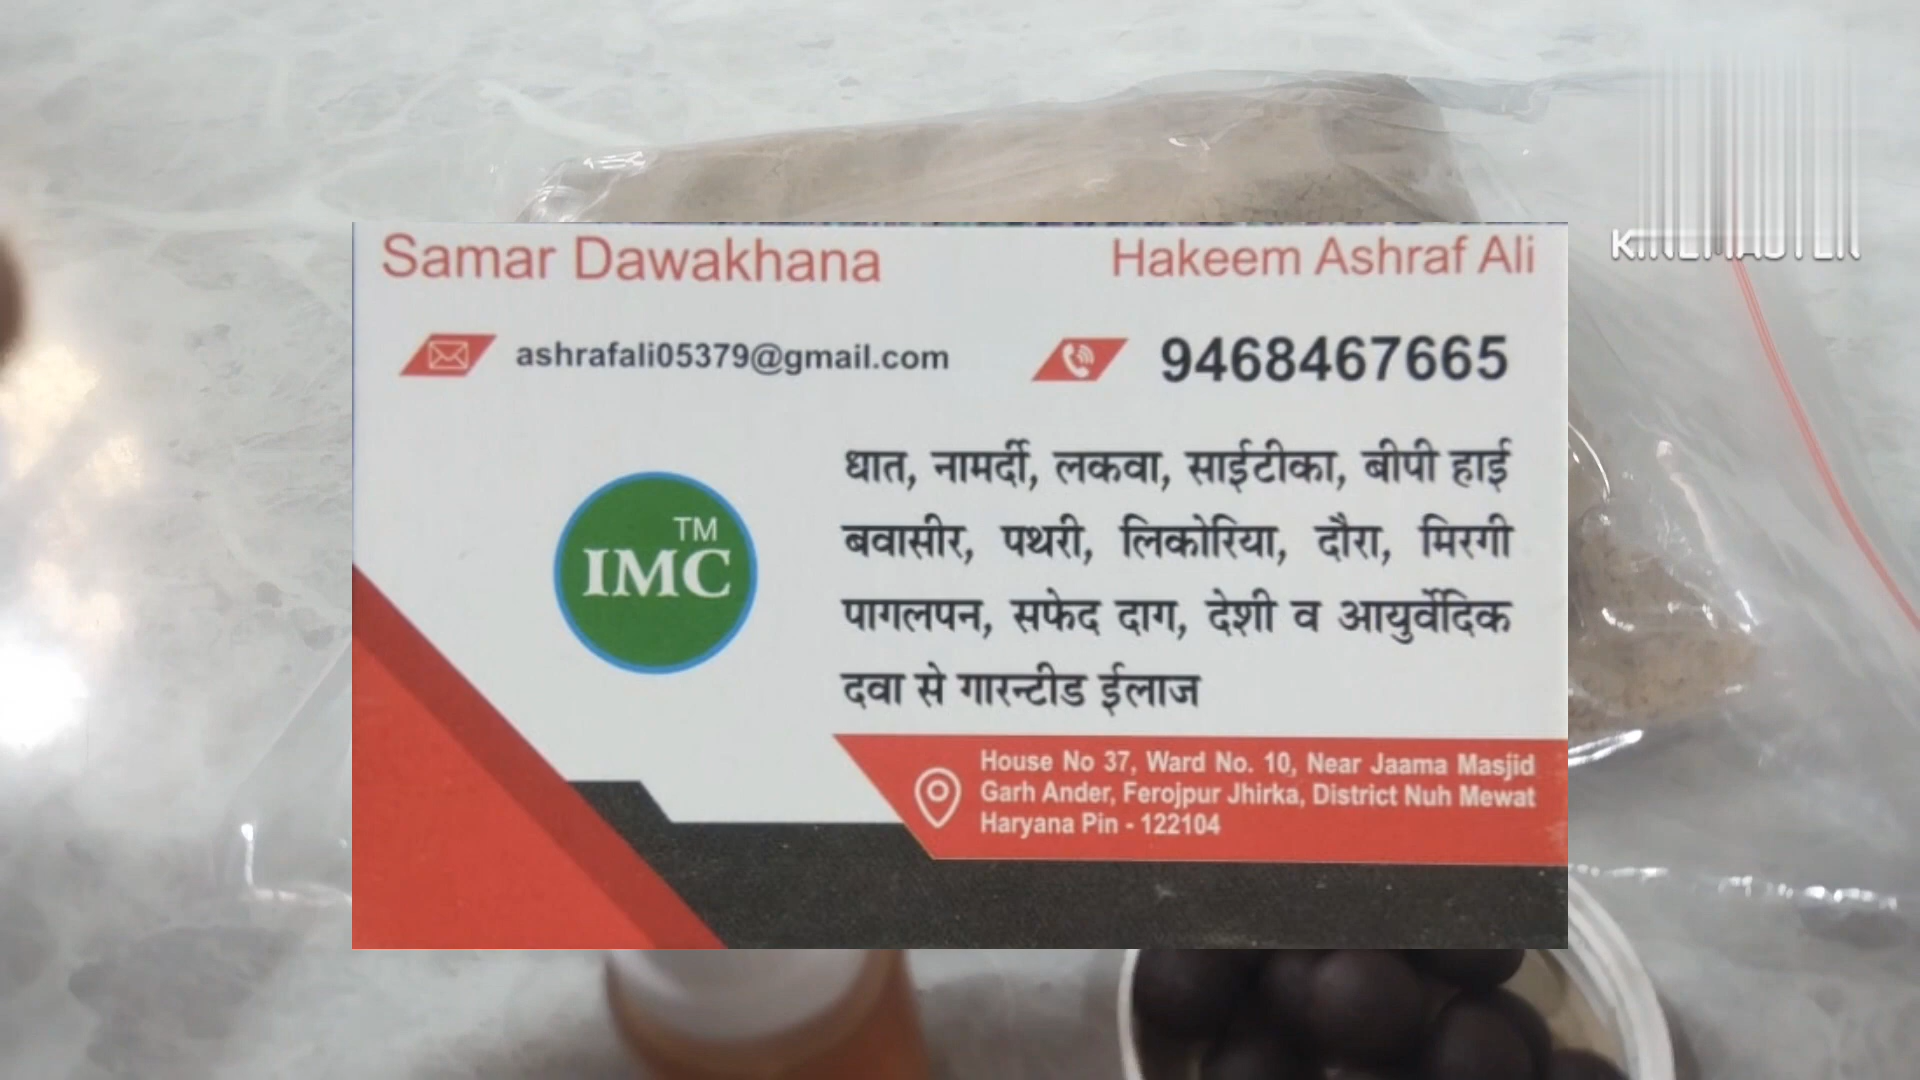 Samar Dawakhana
Hakeem Ashraf Ali
ashrafali05379@gmail.com
9468467665
धात, नामर्दी, लकवा, साईटीका, बीपी हाई
बवासीर, पथरी, लिकोरिया, दौरा, मिरगी
पागलपन, सफेद दाग, देशी व आयुर्वेदिक
दवा से गारन्टीड ईलाज
TM
IMC
House No 37, Ward No. 10, Near Jaama Masjid
Garh Ander, Ferojpur Jhirka, District Nuh Mewat
Haryana Pin - 122104